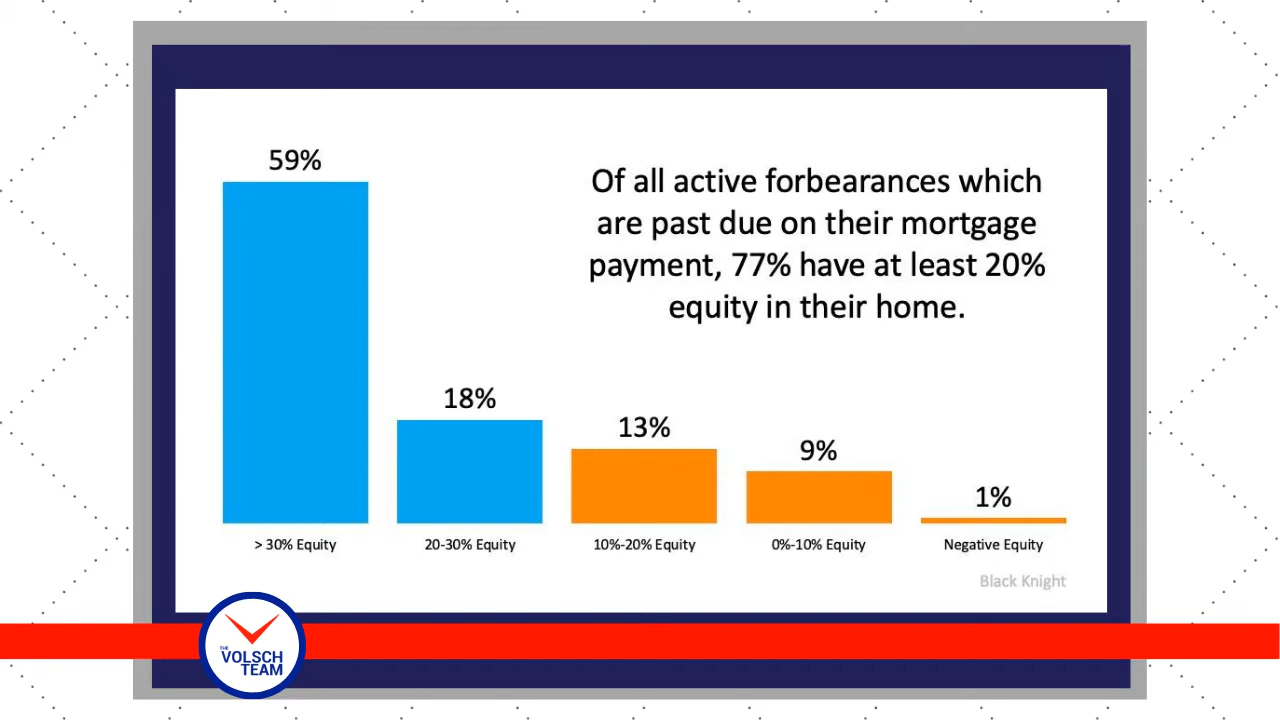 59%
Of all active forbearances which
are past due on their mortgage
payment, 77% have at least 20%
equity in their home.
18%
13%
9%
1%
> 30% Equity
20-30% Equity
10%-20% Equity
0%-10% Equity
Negative Equity
Black Knight
THE
VOLSCH
TEAM